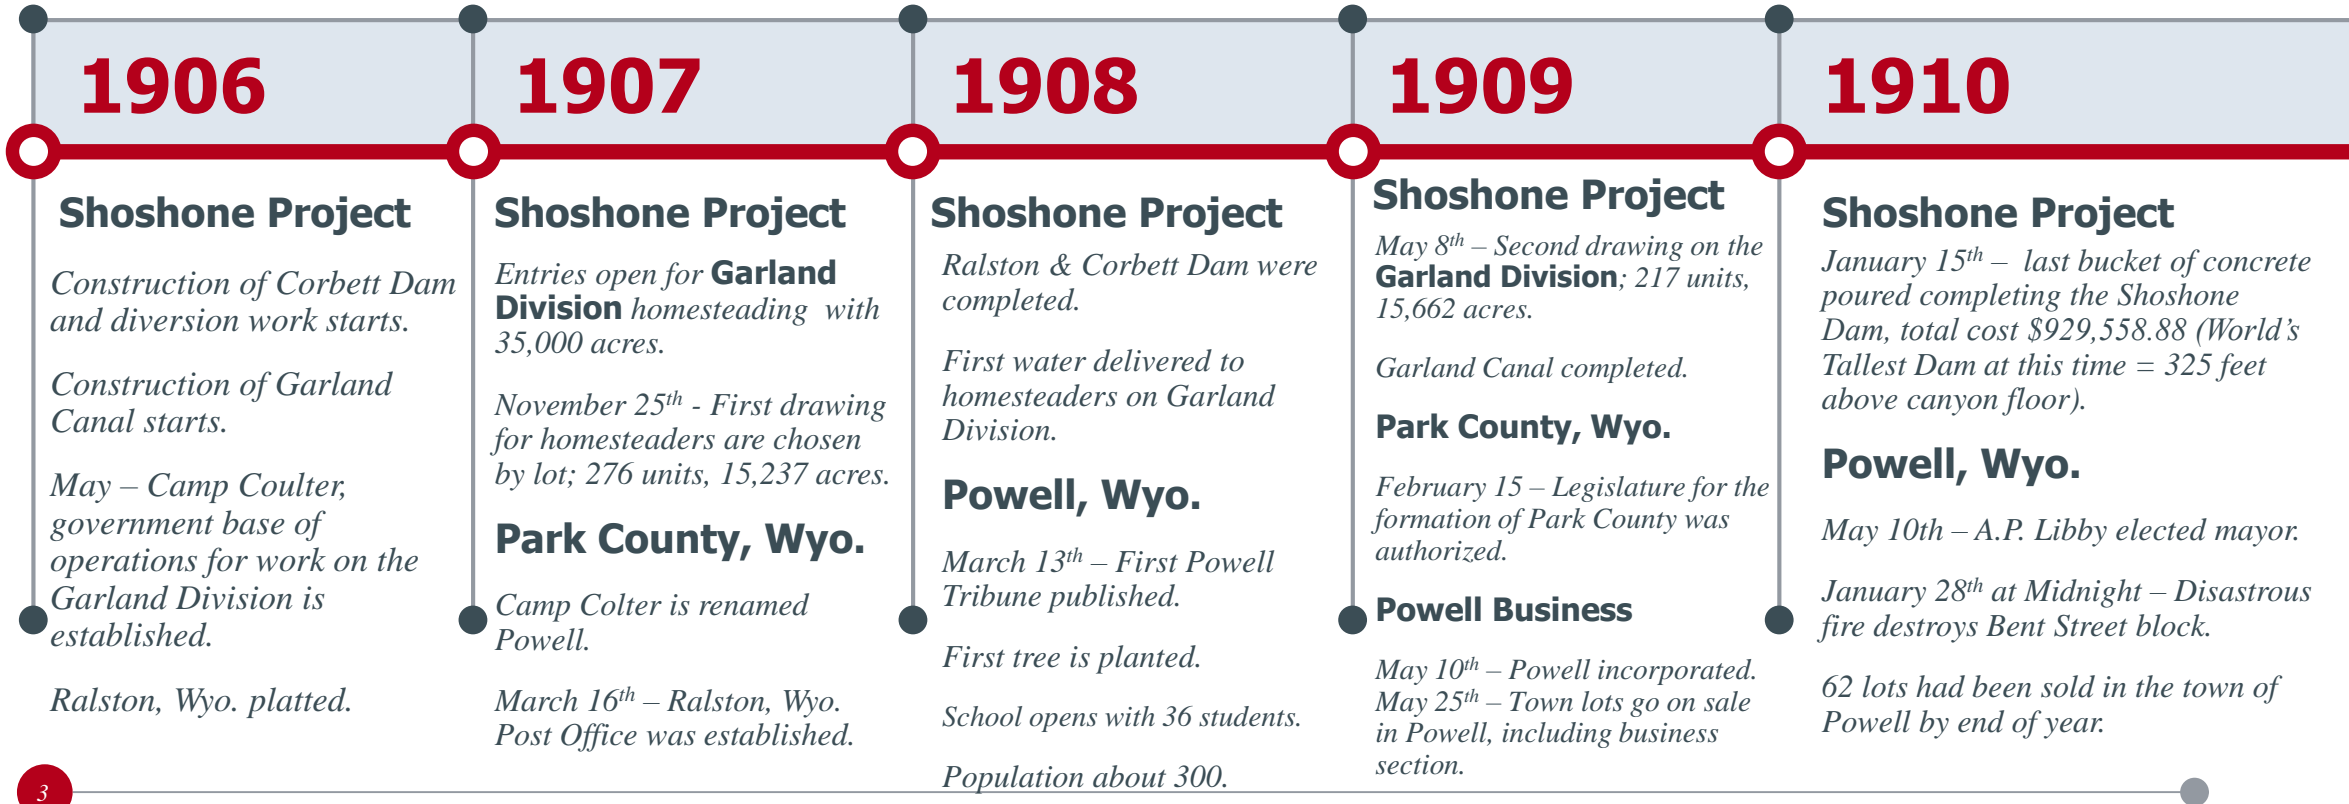 1906
Shoshone Project
Construction of Corbett Dam
and diversion work starts.
Construction of Garland
Canal starts.
May – Camp Coulter,
government base of
operations for work on the
Garland Division is
established.
Ralston, Wyo. platted.
1907
Shoshone Project
Entries open for Garland
Division homesteading with
35,000 acres.
November 25th - First drawing
for homesteaders are chosen
by lot; 276 units, 15,237 acres.
Park County, Wyo.
Camp Colter is renamed
Powell.
March 16th – Ralston, Wyo.
Post Office was established.
1908
Shoshone Project
Ralston & Corbett Dam were
completed.
First water delivered to
homesteaders on Garland
Division.
Powell, Wyo.
March 13th – First Powell
Tribune published.
First tree is planted.
School opens with 36 students.
Population about 300.
1909
Shoshone Project
May 8th – Second drawing on the
Garland Division; 217 units,
15,662 acres.
Garland Canal completed.
Park County, Wyo.
February 15 – Legislature for the
formation of Park County was
authorized.
Powell Business
May 10th – Powell incorporated.
May 25th – Town lots go on sale
in Powell, including business
section.
1910
Shoshone Project
January 15th – last bucket of concrete
poured completing the Shoshone
Dam, total cost $929,558.88 (World’s
Tallest Dam at this time = 325 feet
above canyon floor).
Powell, Wyo.
May 10th – A.P. Libby elected mayor.
January 28th at Midnight – Disastrous
fire destroys Bent Street block.
62 lots had been sold in the town of
Powell by end of year.
3